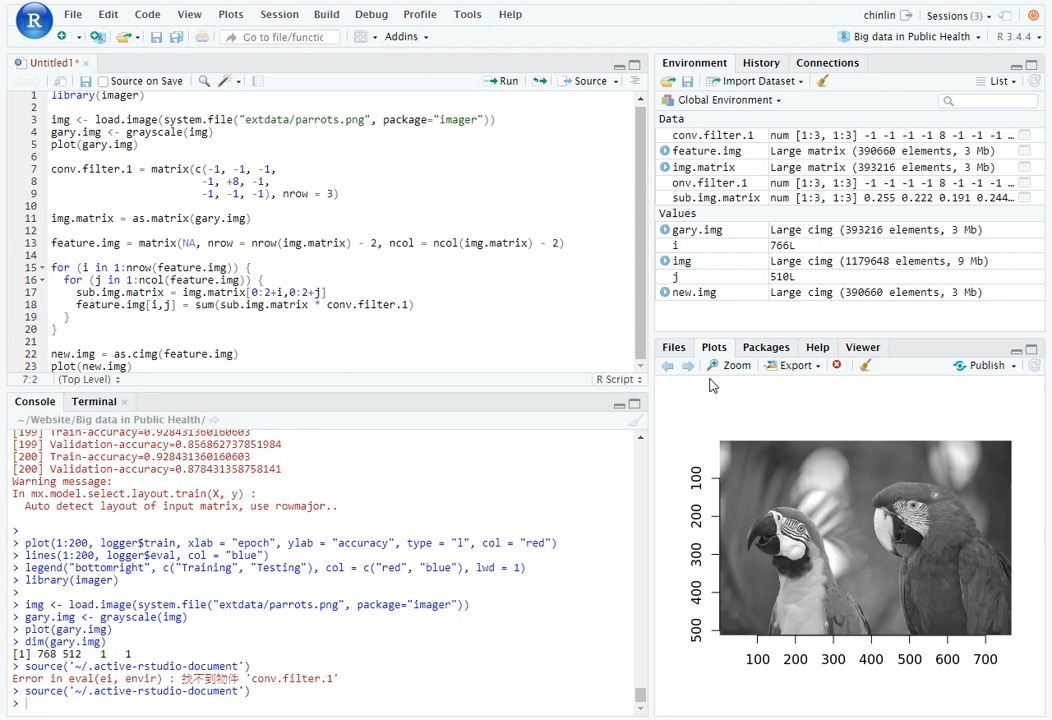 File Edit Code View Plots Session Build Debug Profile Tools Help
chinlin Sessions (3)
Go to file/functic Addins
Big data in Public Health R 3.4.4
Untitled1*
Source on Save Run Source
1 library(imager)
2
3 img <- load.image(system.file("extdata/parrots.png", package="imager"))
4 gary.img <- grayscale(img)
5 plot(gary.img)
6
7 conv.filter.1 = matrix(c(-1, -1, -1,
8 -1, +8, -1,
9 -1, -1, -1), nrow = 3)
10
11 img.matrix = as.matrix(gary.img)
12
13 feature.img = matrix(NA, nrow = nrow(img.matrix) - 2, ncol = ncol(img.matrix) - 2)
14
15 for (i in 1:nrow(feature.img)) {
16 for (j in 1:ncol(feature.img)) {
17 sub.img.matrix = img.matrix[0:2+i,0:2+j]
18 feature.img[i,j] = sum(sub.img.matrix * conv.filter.1)
19 }
20 }
21
22 new.img = as.cimg(feature.img)
23 plot(new.img)
7:2 (Top Level) R Script
Console Terminal
~/Website/Big data in Public Health/
[199] Train-accuracy=0.928431360160603
[199] Validation-accuracy=0.856862737851984
[200] Train-accuracy=0.928431360160603
[200] Validation-accuracy=0.878431358758141
Warning message:
In mx.model.select.layout.train(X, y) :
Auto detect layout of input matrix, use rowmajor..
>
> plot(1:200, logger$train, xlab = "epoch", ylab = "accuracy", type = "l", col = "red")
> lines(1:200, logger$eval, col = "blue")
> legend("bottomright", c("Training", "Testing"), col = c("red", "blue"), lwd = 1)
> library(imager)
>
> img <- load.image(system.file("extdata/parrots.png", package="imager"))
> gary.img <- grayscale(img)
> plot(gary.img)
> dim(gary.img)
[1] 768 512 1 1
> source('~/.active-rstudio-document')
Error in eval(ei, envir) : 找不到物件 'conv.filter.1'
> source('~/.active-rstudio-document')
>
Environment History Connections
Import Dataset List
Global Environment
Data
conv.filter.1 num [1:3, 1:3] -1 -1 -1 -1 8 -1 -1 -1 …
feature.img Large matrix (390660 elements, 3 Mb)
img.matrix Large matrix (393216 elements, 3 Mb)
onv.filter.1 num [1:3, 1:3] -1 -1 -1 -1 8 -1 -1 -1 …
sub.img.matrix num [1:3, 1:3] 0.255 0.222 0.191 0.244…
Values
gary.img Large cimg (393216 elements, 3 Mb)
i 766L
img Large cimg (1179648 elements, 9 Mb)
j 510L
new.img Large cimg (390660 elements, 3 Mb)
Files Plots Packages Help Viewer
Zoom Export Publish
100
200
300
400
500
100 200 300 400 500 600 700